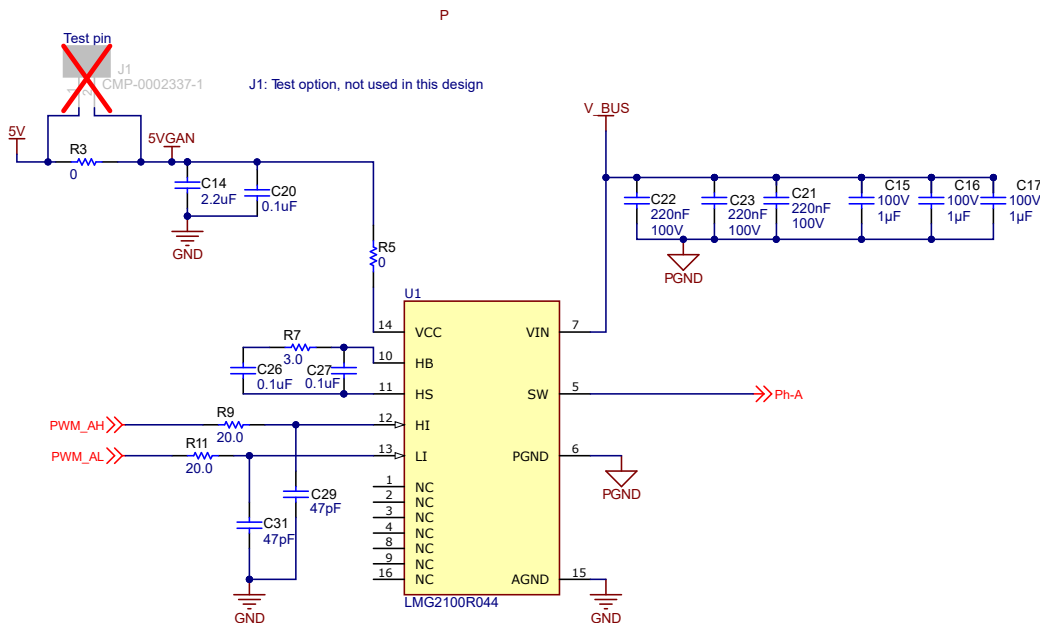 P
Test pin
J1
CMP-0002337-1
1
2
J1: Test option, not used in this design
5V
R3
0
5VGAN
C14
2.2uF
C20
0.1uF
GND
R5
0
V_BUS
C22
220nF
100V
C23
220nF
100V
C21
220nF
100V
C15
100V
1µF
C16
100V
1µF
C17
100V
1µF
PGND
U1
14 VCC
VIN 7
R7
3.0
10 HB
C26
0.1uF
C27
0.1uF
11 HS
SW 5
Ph-A
PWM_AH
R9
20.0
12 HI
PWM_AL
R11
20.0
13 LI
PGND 6
PGND
1 NC
2 NC
3 NC
4 NC
8 NC
9 NC
16 NC
C29
47pF
C31
47pF
AGND 15
GND
LMG2100R044
GND